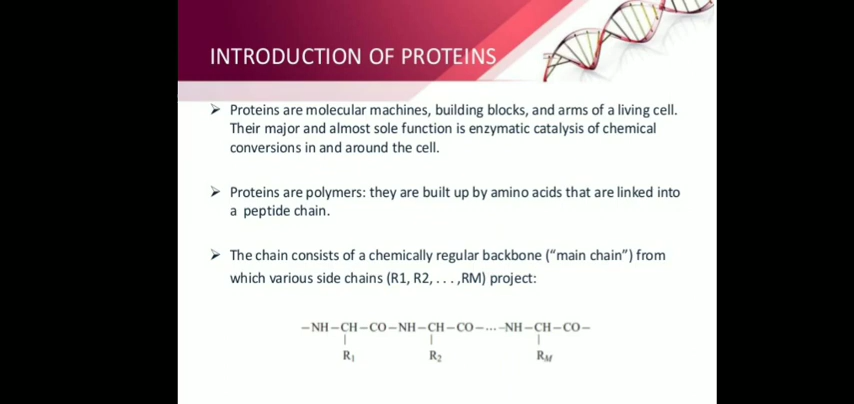 INTRODUCTION OF PROTEINS
➢ Proteins are molecular machines, building blocks, and arms of a living cell.
Their major and almost sole function is enzymatic catalysis of chemical
conversions in and around the cell.
➢ Proteins are polymers: they are built up by amino acids that are linked into
a peptide chain.
➢ The chain consists of a chemically regular backbone (“main chain”) from
which various side chains (R1, R2, . . . ,RM) project:
–NH–CH–CO–NH–CH–CO–···–NH–CH–CO–
R₁ R₂ R_M